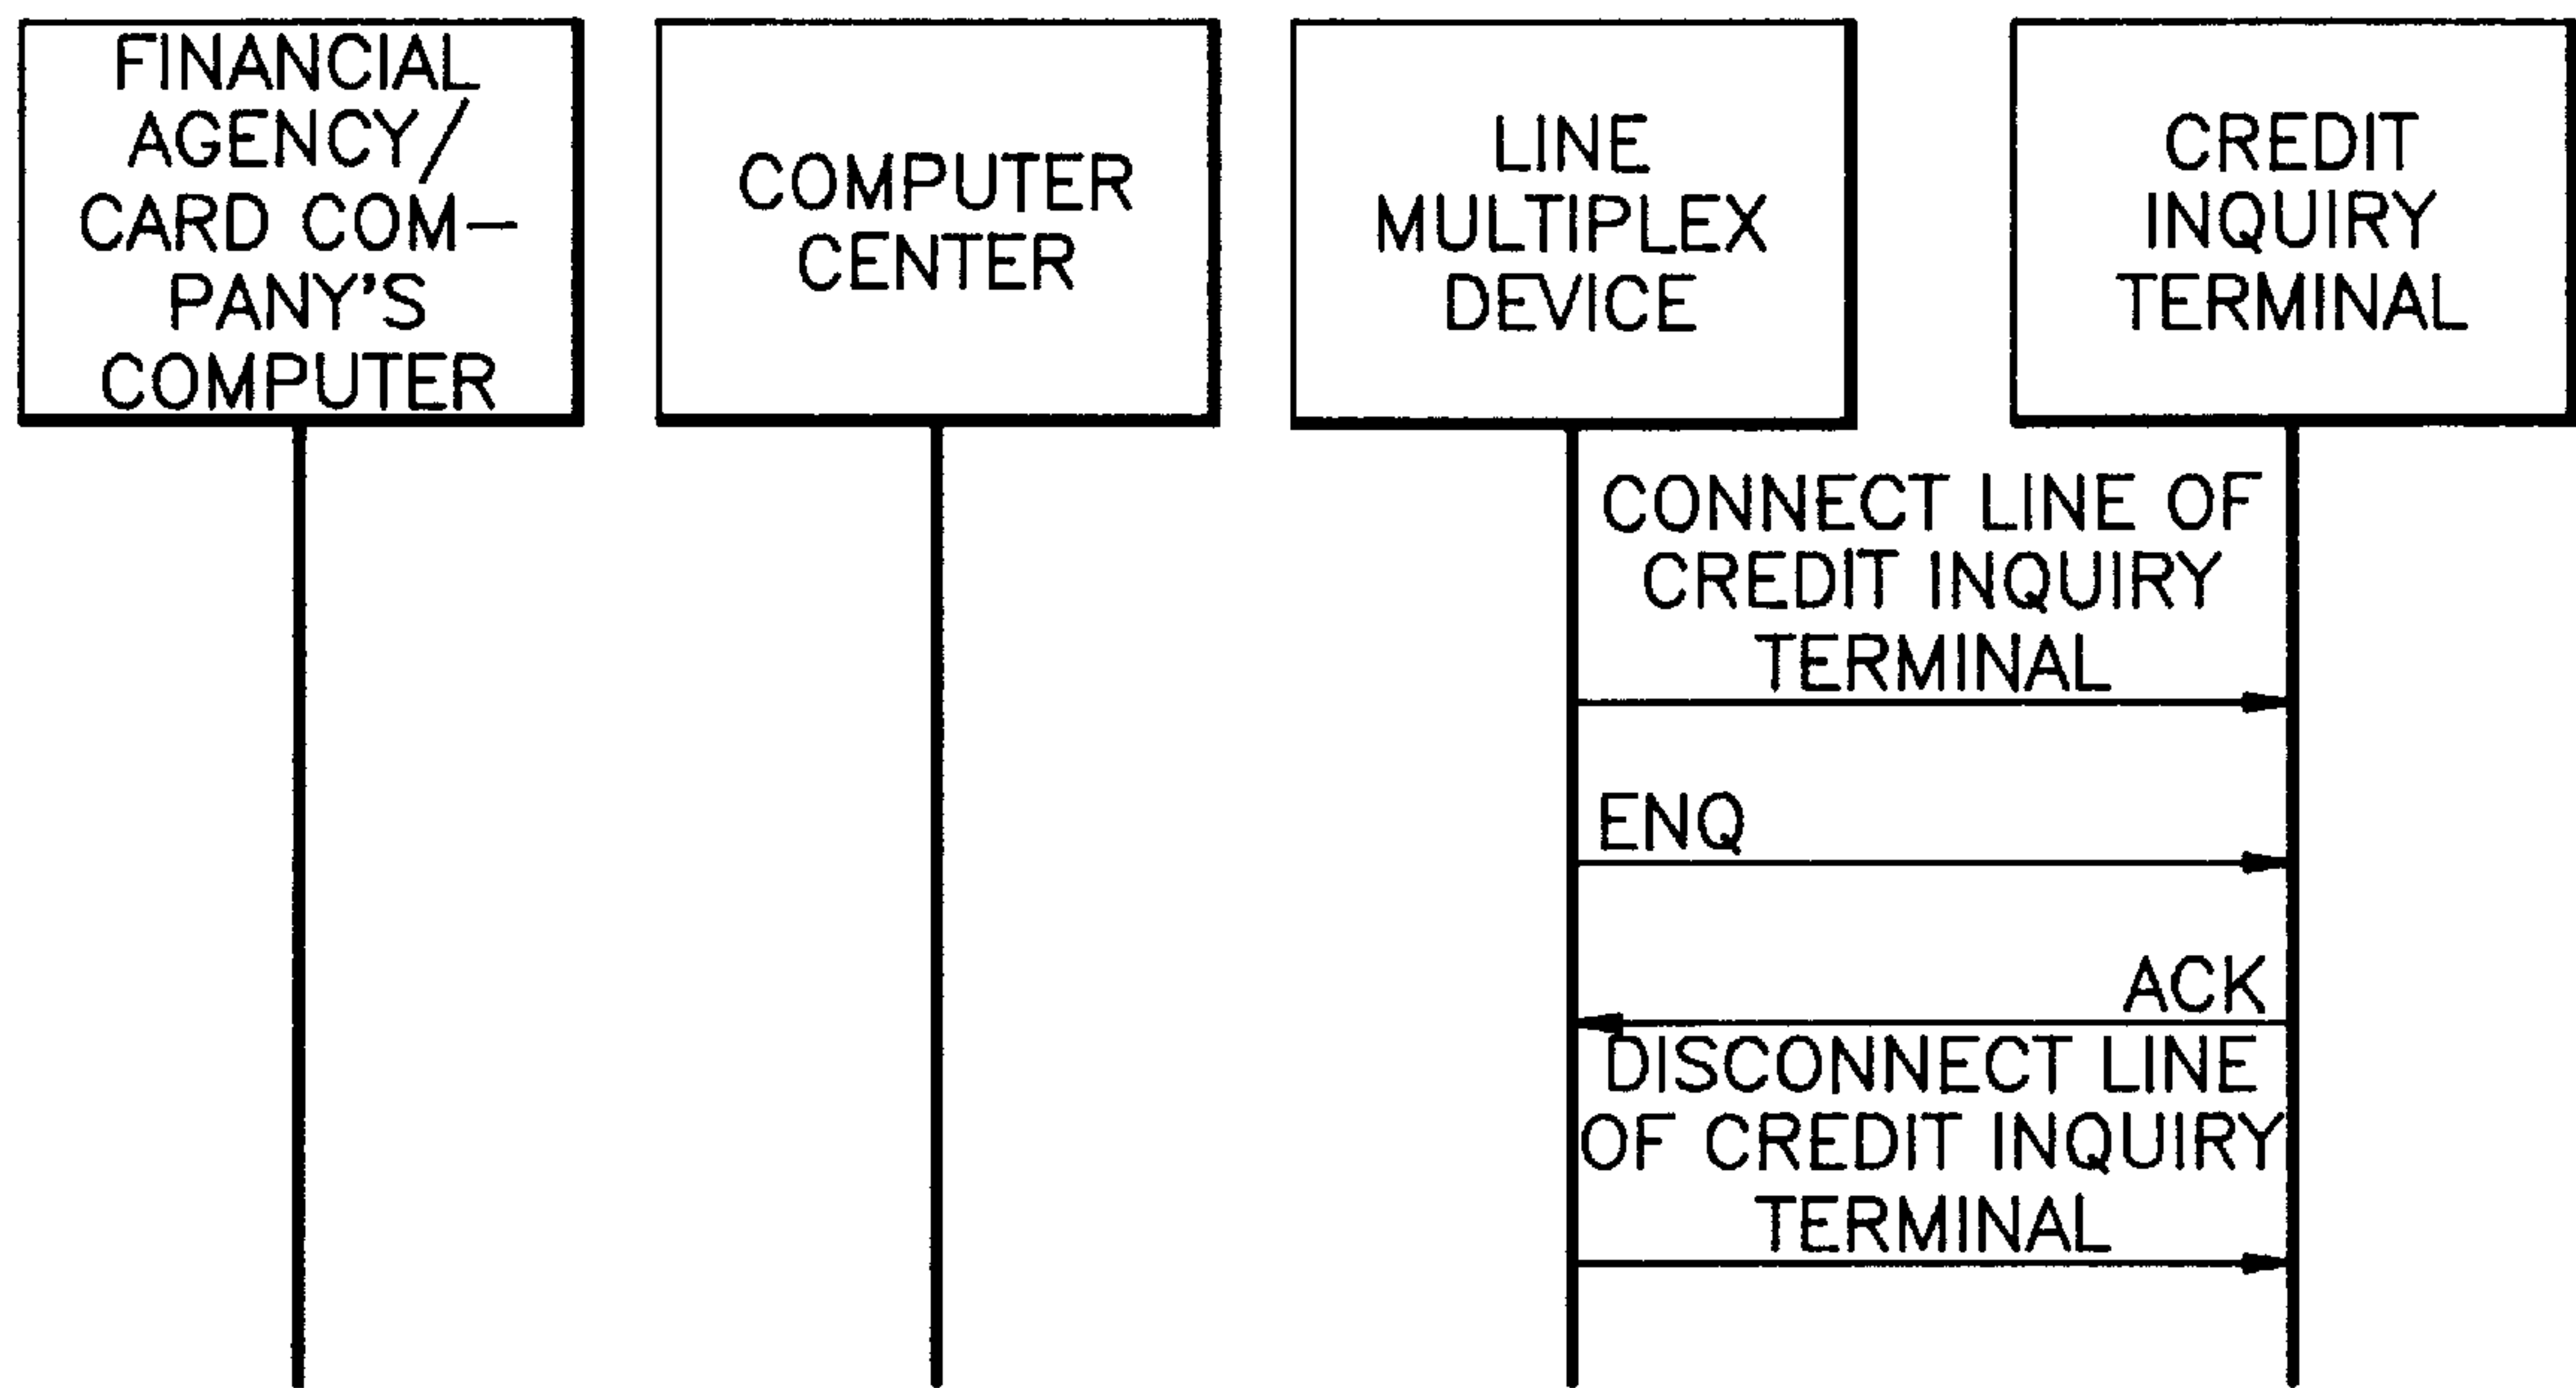 FINANCIAL
AGENCY/
CARD COM-
PANY'S
COMPUTER
COMPUTER
CENTER
LINE
MULTIPLEX
DEVICE
CREDIT
INQUIRY
TERMINAL
CONNECT LINE OF
CREDIT INQUIRY
TERMINAL
ENQ
ACK
DISCONNECT LINE
OF CREDIT INQUIRY
TERMINAL